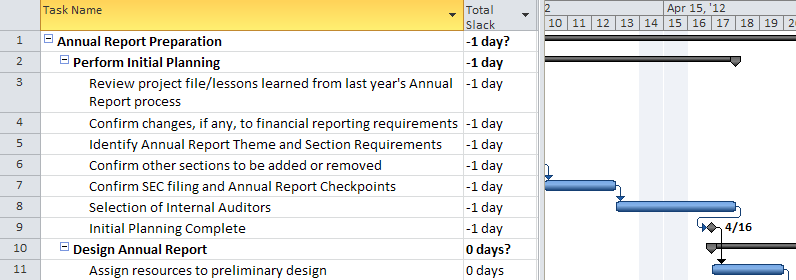 Task Name
Total Slack
2
Apr 15, '12
10 11 12 13 14 15 16 17 18 19
1 Annual Report Preparation -1 day?
2 Perform Initial Planning -1 day
3 Review project file/lessons learned from last year's Annual -1 day
Report process
4 Confirm changes, if any, to financial reporting requirements -1 day
5 Identify Annual Report Theme and Section Requirements -1 day
6 Confirm other sections to be added or removed -1 day
7 Confirm SEC filing and Annual Report Checkpoints -1 day
8 Selection of Internal Auditors -1 day
9 Initial Planning Complete -1 day 4/16
10 Design Annual Report 0 days?
11 Assign resources to preliminary design 0 days